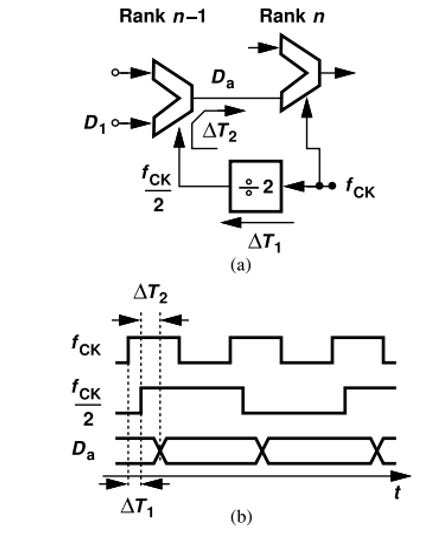 Rank n–1 Rank n
Da
D1
ΔT2
fCK
2
÷ 2
fCK
ΔT1
(a)
ΔT2
fCK
fCK
2
Da
t
ΔT1
(b)